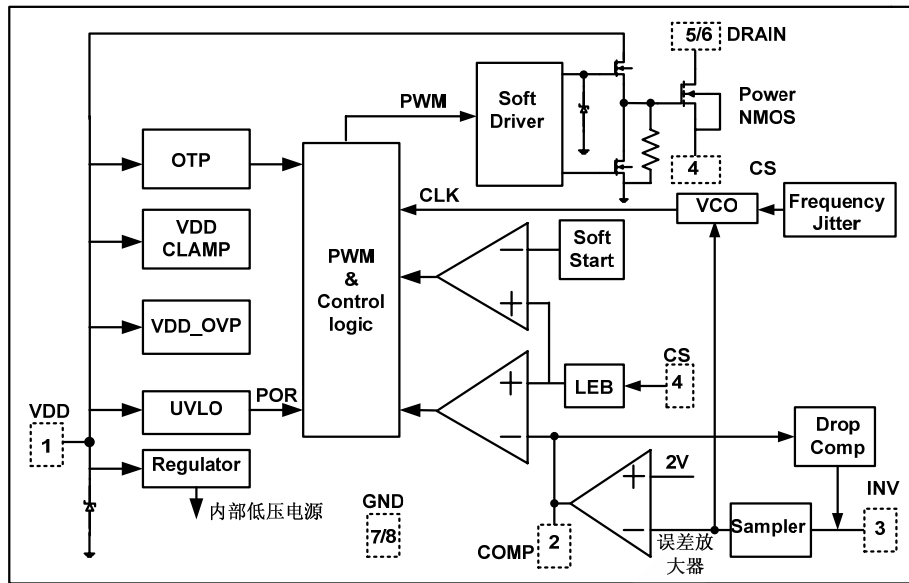 5/6 DRAIN
PWM
Soft
Driver
Power
NMOS
4 CS
OTP
CLK
VCO
Frequency
Jitter
VDD
CLAMP
PWM
&
Control
logic
−
Soft
Start
+
VDD_OVP
CS
4
LEB
+
−
UVLO
POR
VDD
1
Regulator
内部低压电源
GND
7/8
Drop
Comp
+
2V
−
COMP
2
误差放
大器
Sampler
INV
3